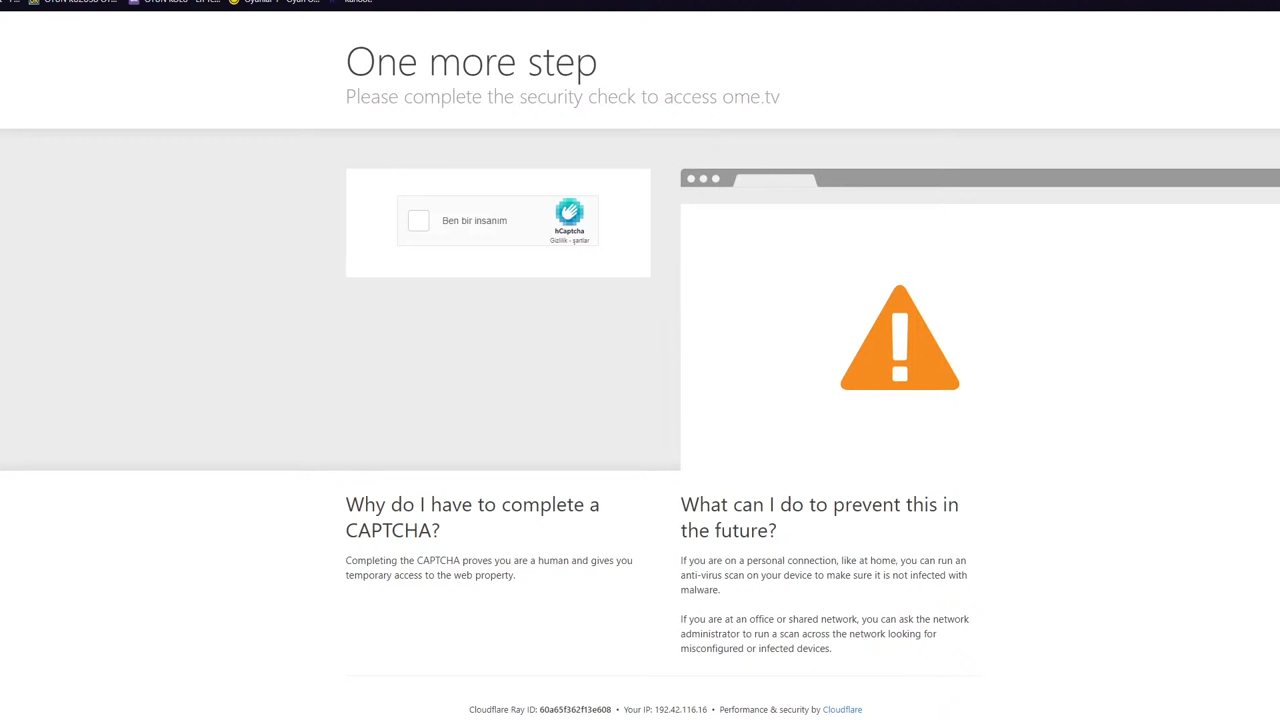 One more step
Please complete the security check to access ome.tv
Ben bir insanım
hCaptcha
Gizlilik - şartlar
Why do I have to complete a
CAPTCHA?
Completing the CAPTCHA proves you are a human and gives you
temporary access to the web property.
What can I do to prevent this in
the future?
If you are on a personal connection, like at home, you can run an
anti-virus scan on your device to make sure it is not infected with
malware.
If you are at an office or shared network, you can ask the network
administrator to run a scan across the network looking for
misconfigured or infected devices.
Cloudflare Ray ID: 60a65f362f13e608 • Your IP: 192.42.116.16 • Performance & security by Cloudflare